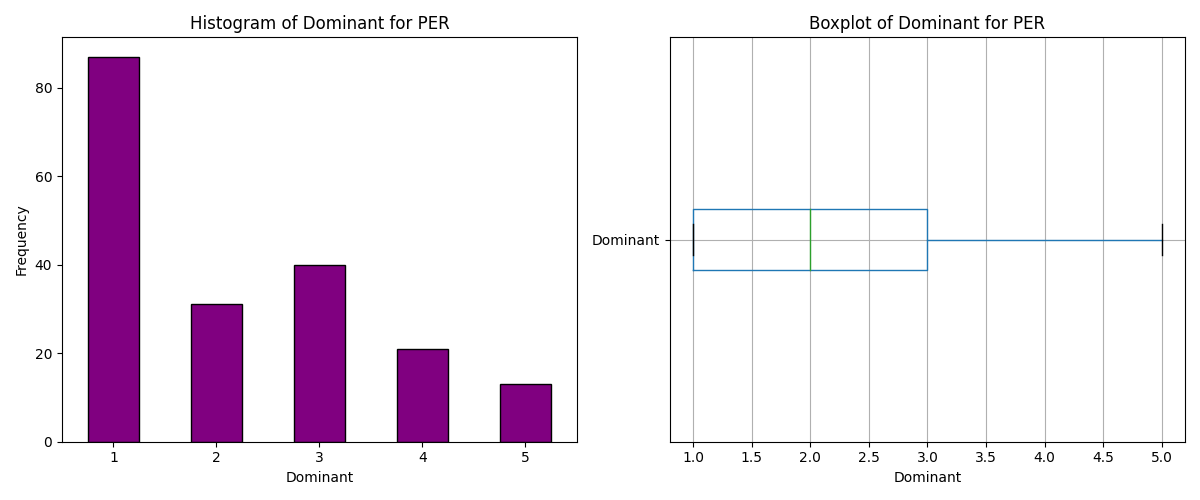 Histogram of Dominant for PER
Frequency
80
60
40
20
0
1 2 3 4 5
Dominant
Boxplot of Dominant for PER
Dominant
1.0 1.5 2.0 2.5 3.0 3.5 4.0 4.5 5.0
Dominant